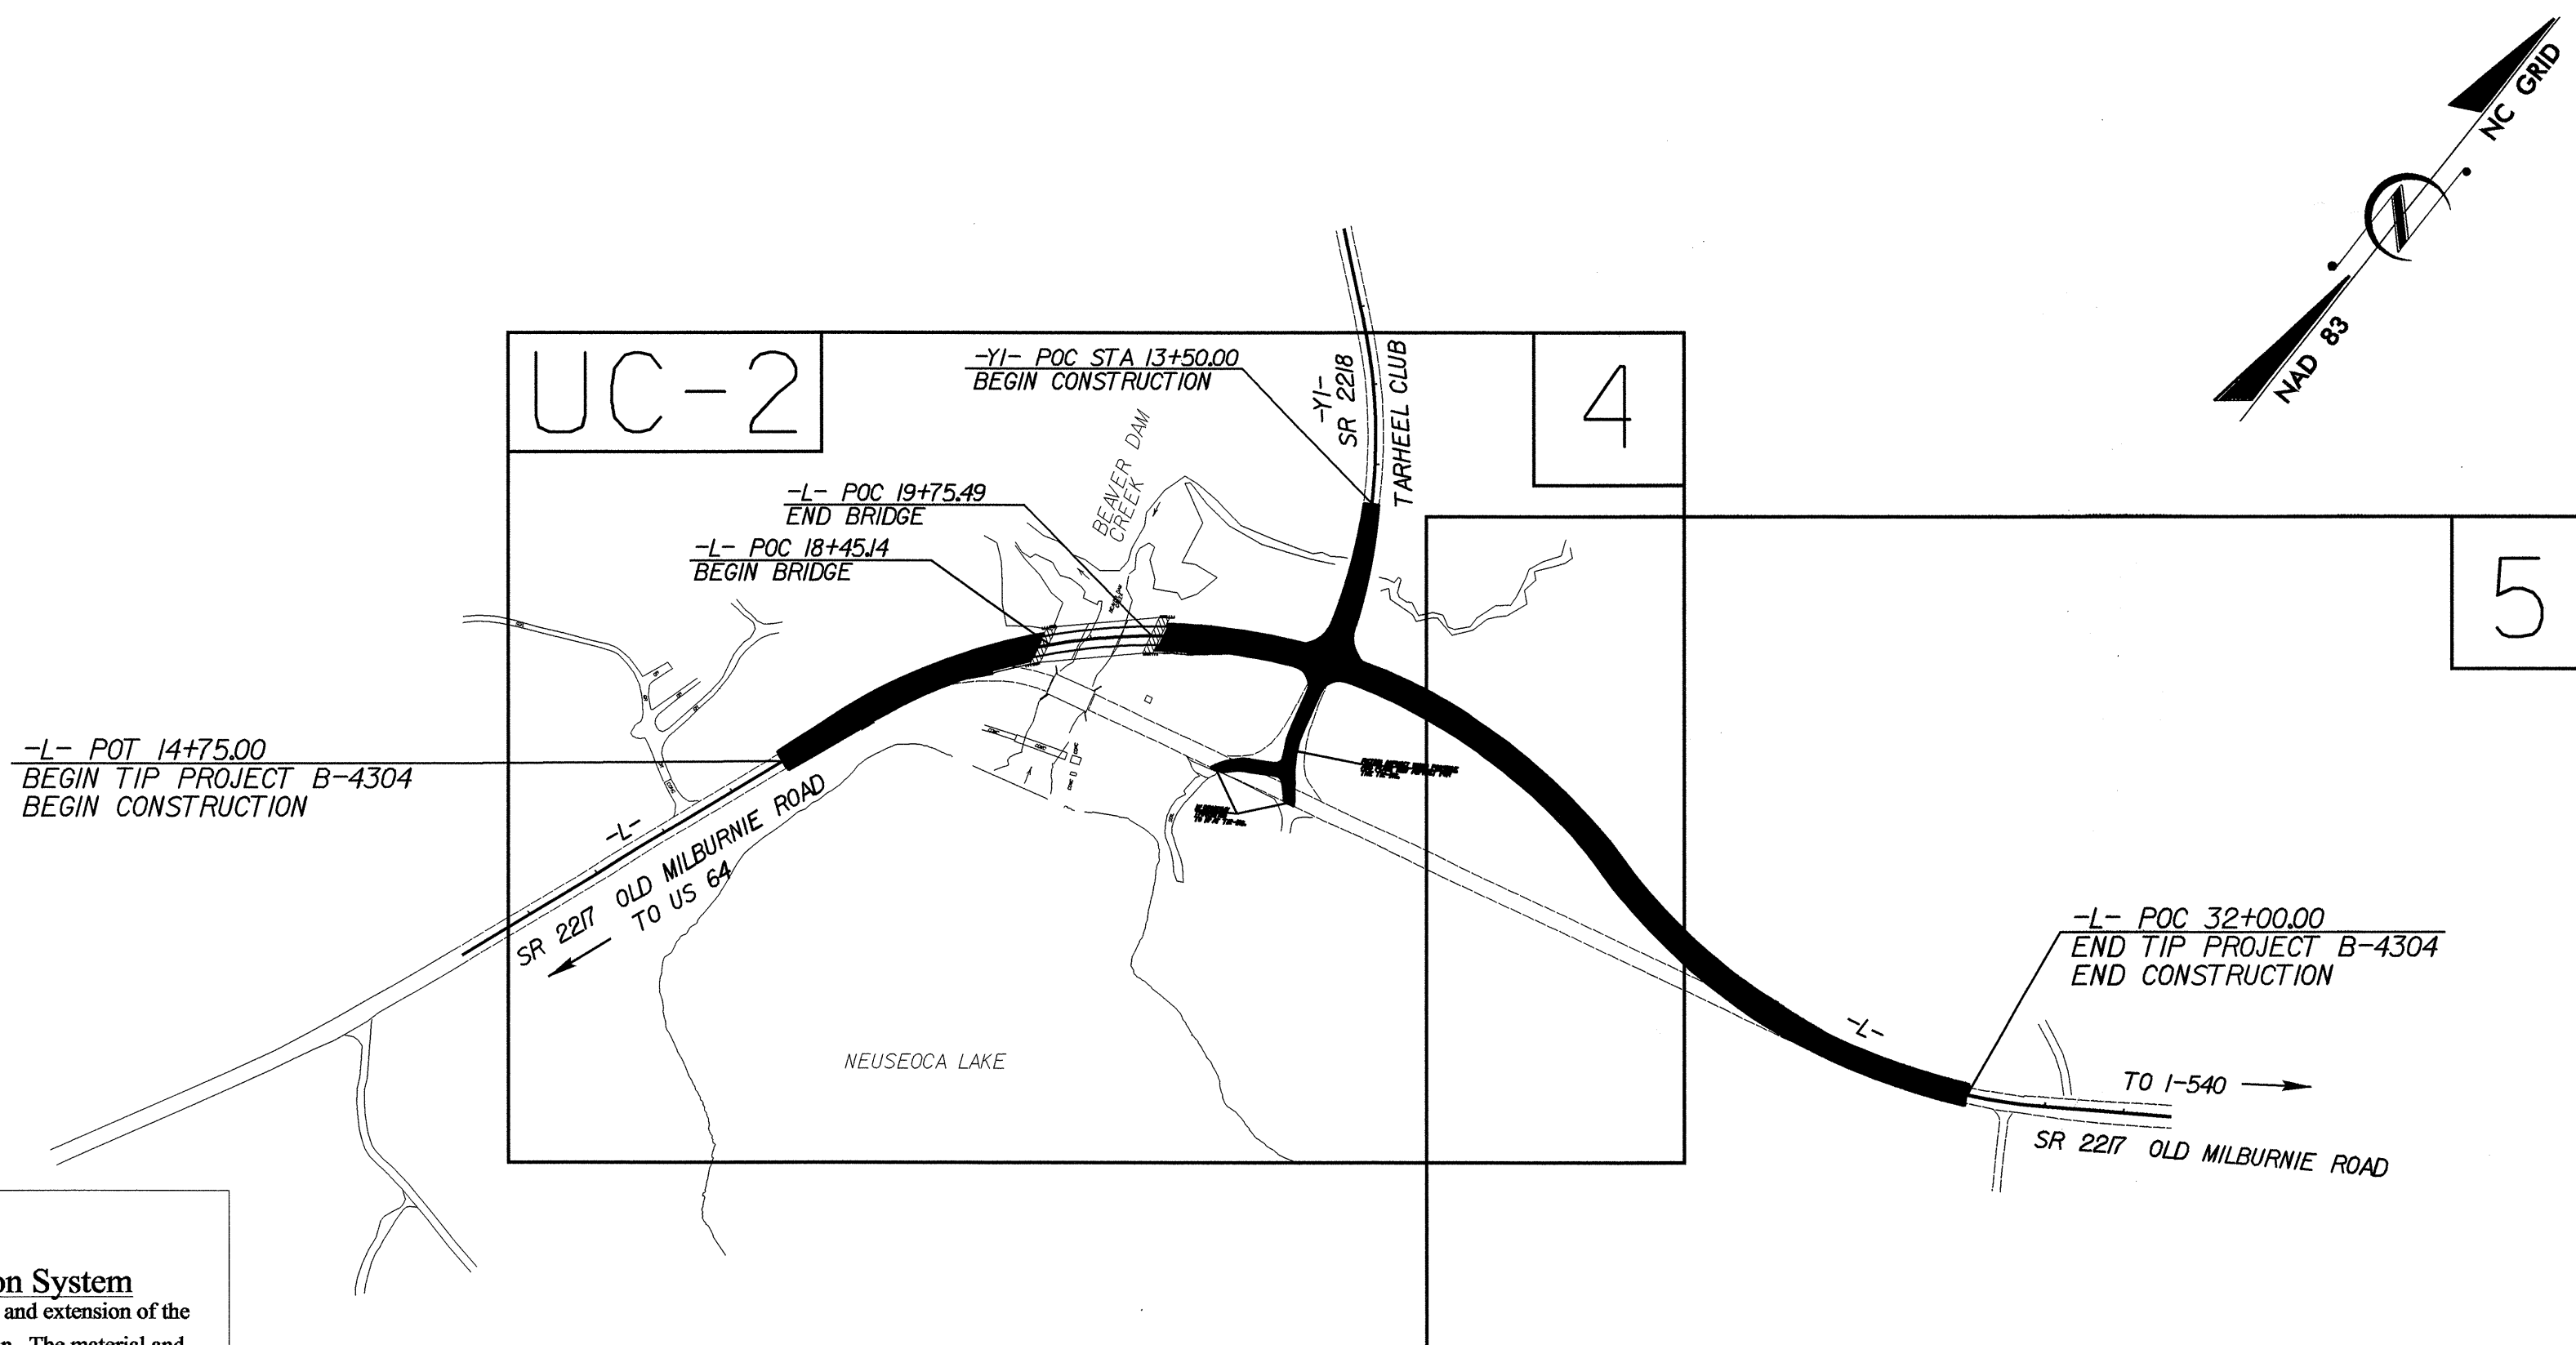 NC GRID
NAD 83
UC-2
4
5
-Y1- POC STA 13+50.00
BEGIN CONSTRUCTION
-Y1-
SR 2218
TARHEEL CLUB
BEAVER DAM
CREEK
-L- POC 19+75.49
END BRIDGE
-L- POC 18+45.14
BEGIN BRIDGE
-L- POT 14+75.00
BEGIN TIP PROJECT B-4304
BEGIN CONSTRUCTION
-L-
SR 2217 OLD MILBURNIE ROAD
TO US 64
NEUSEOCA LAKE
-L- POC 32+00.00
END TIP PROJECT B-4304
END CONSTRUCTION
-L-
TO I-540
SR 2217 OLD MILBURNIE ROAD
on System
and extension of the
n. The material and